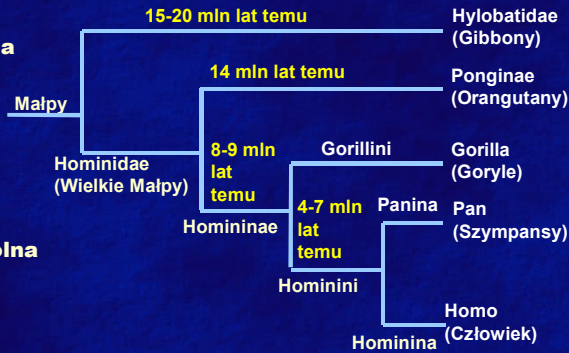 15-20 mln lat temu
Hylobatidae
(Gibbony)
a
14 mln lat temu
Ponginae
(Orangutany)
Małpy
8-9 mln
lat
temu
Gorillini
Gorilla
(Goryle)
Hominidae
(Wielkie Małpy)
4-7 mln
lat
temu
Panina
Pan
(Szympansy)
Homininae
olna
Hominini
Homo
(Człowiek)
Hominina